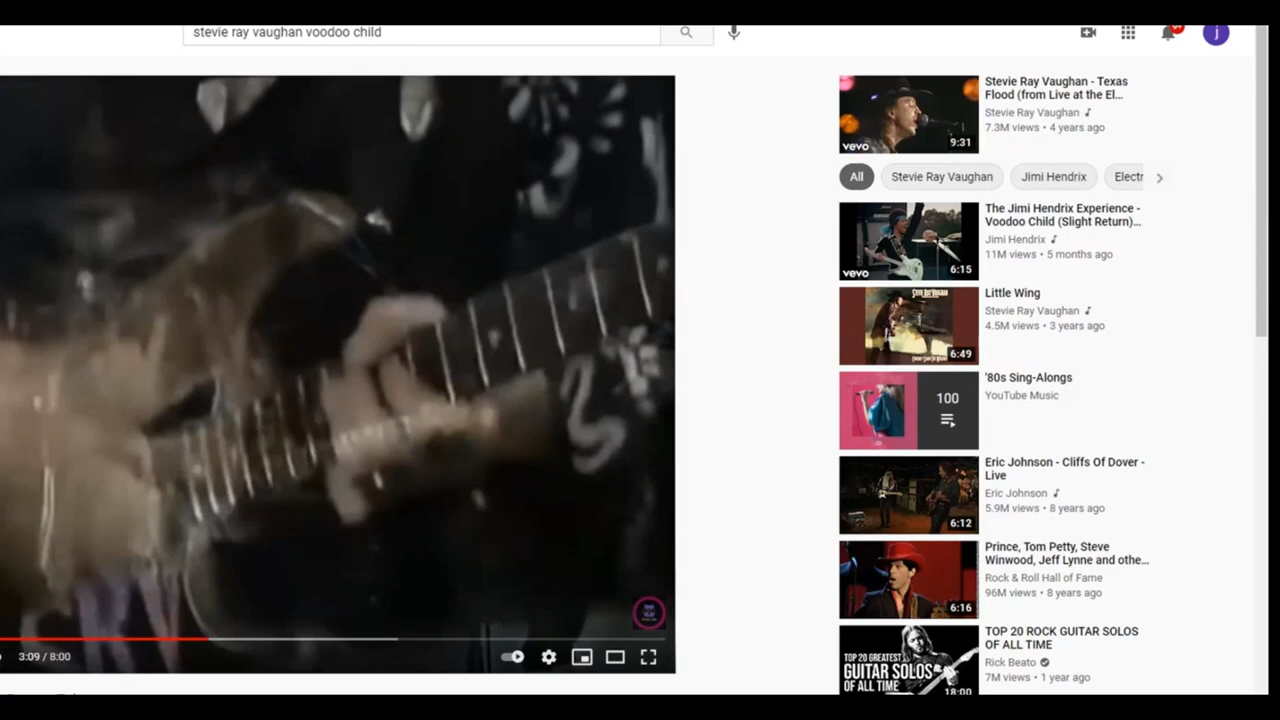 stevie ray vaughan voodoo child
j
3:09 / 8:00
Stevie Ray Vaughan - Texas
Flood (from Live at the El...
Stevie Ray Vaughan
7.3M views • 4 years ago
vevo
9:31
All
Stevie Ray Vaughan
Jimi Hendrix
Electr
The Jimi Hendrix Experience -
Voodoo Child (Slight Return)...
Jimi Hendrix
11M views • 5 months ago
vevo
6:15
Little Wing
Stevie Ray Vaughan
4.5M views • 3 years ago
6:49
'80s Sing-Alongs
YouTube Music
100
Eric Johnson - Cliffs Of Dover -
Live
Eric Johnson
5.9M views • 8 years ago
6:12
Prince, Tom Petty, Steve
Winwood, Jeff Lynne and othe...
Rock & Roll Hall of Fame
96M views • 8 years ago
6:16
TOP 20 ROCK GUITAR SOLOS
OF ALL TIME
Rick Beato
7M views • 1 year ago
TOP 20 GREATEST
GUITAR SOLOS
OF ALL TIME
18:00